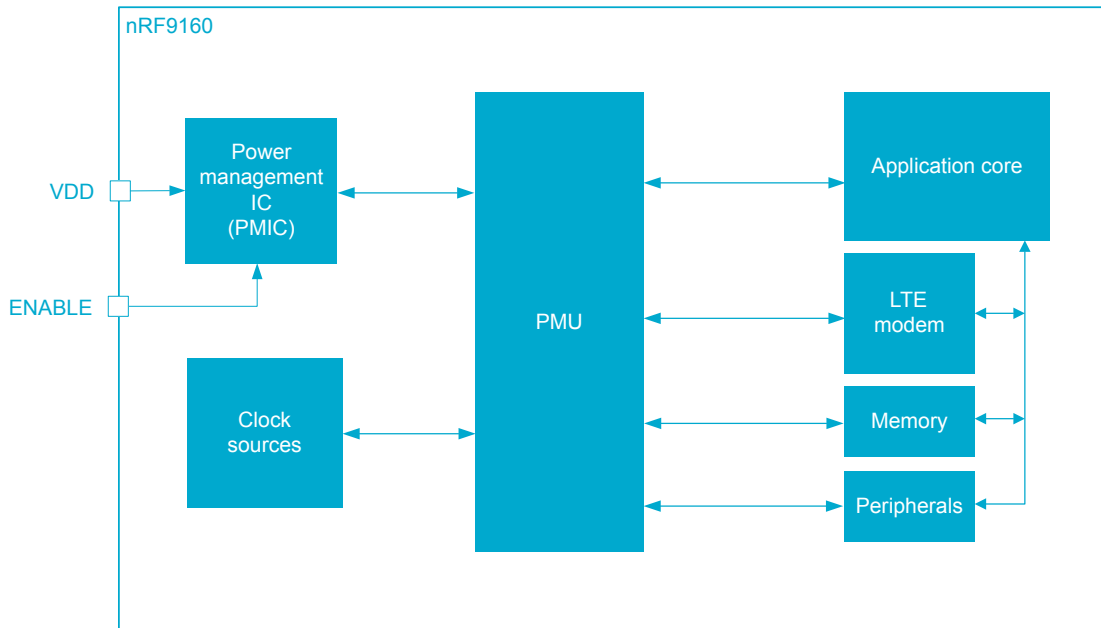 nRF9160
Power
management
IC
(PMIC)
Application core
VDD
ENABLE
LTE
modem
PMU
Clock
sources
Memory
Peripherals